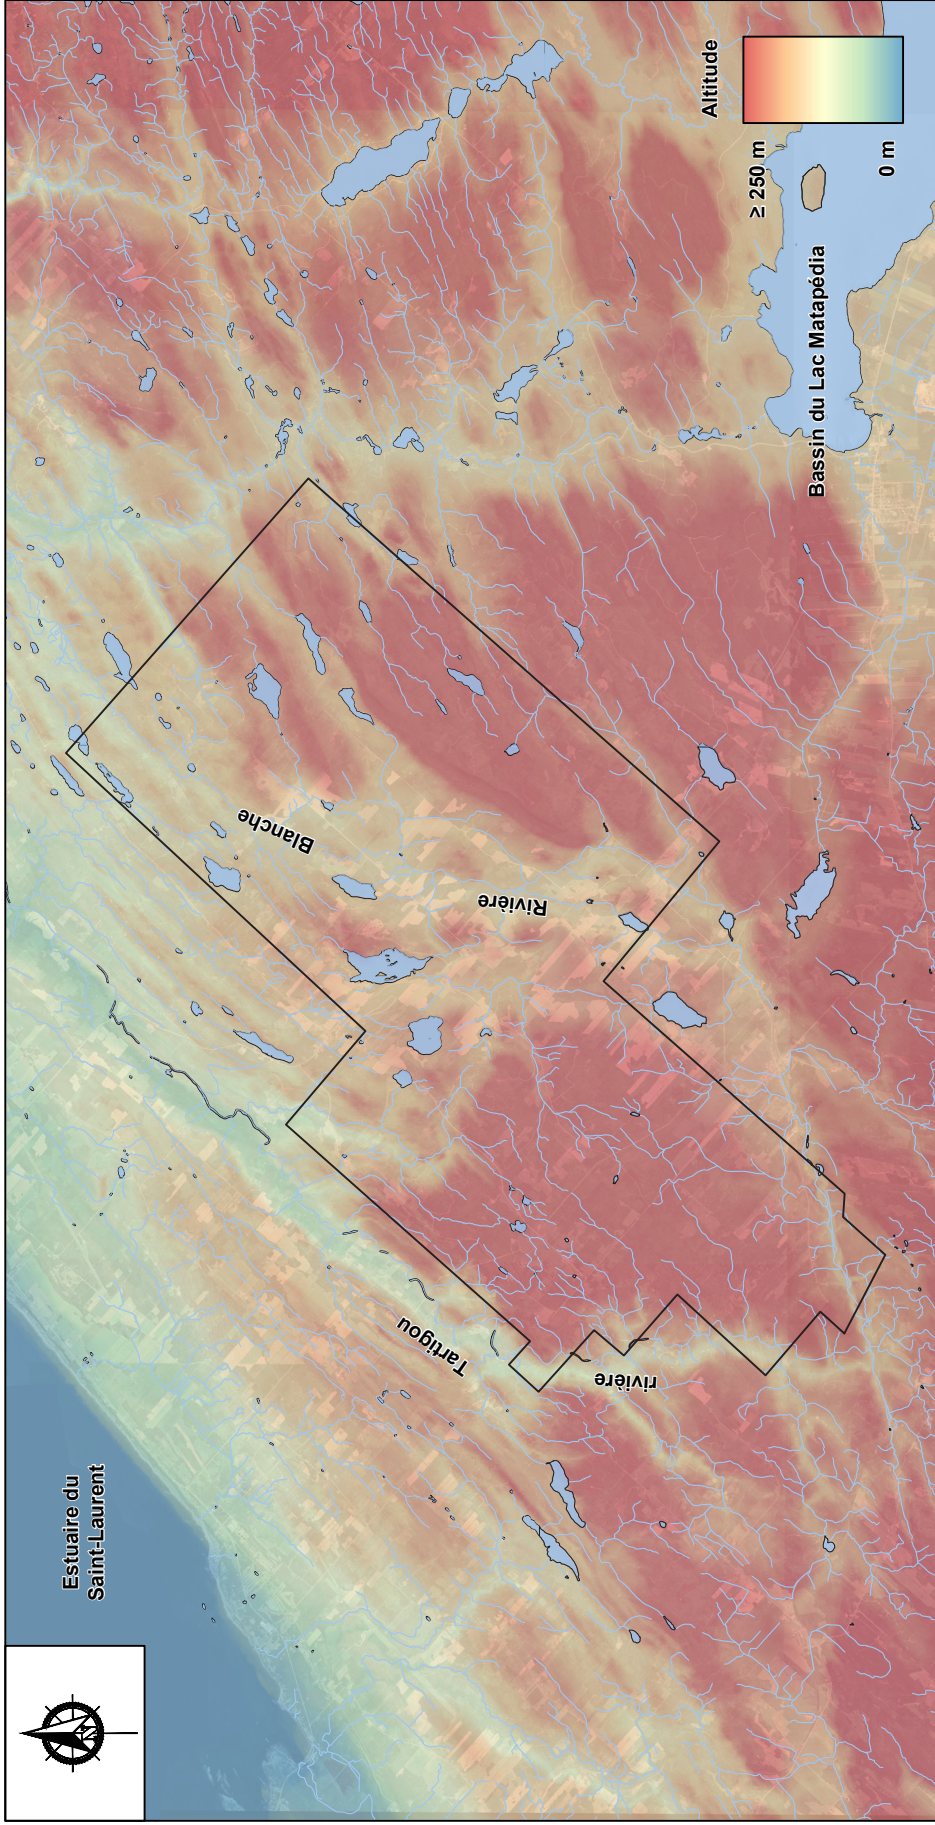 Estuaire du
Saint-Laurent
Tartigou
rivière
Blanche
Rivière
Bassin du Lac Matapédia
Altitude
≥ 250 m
0 m